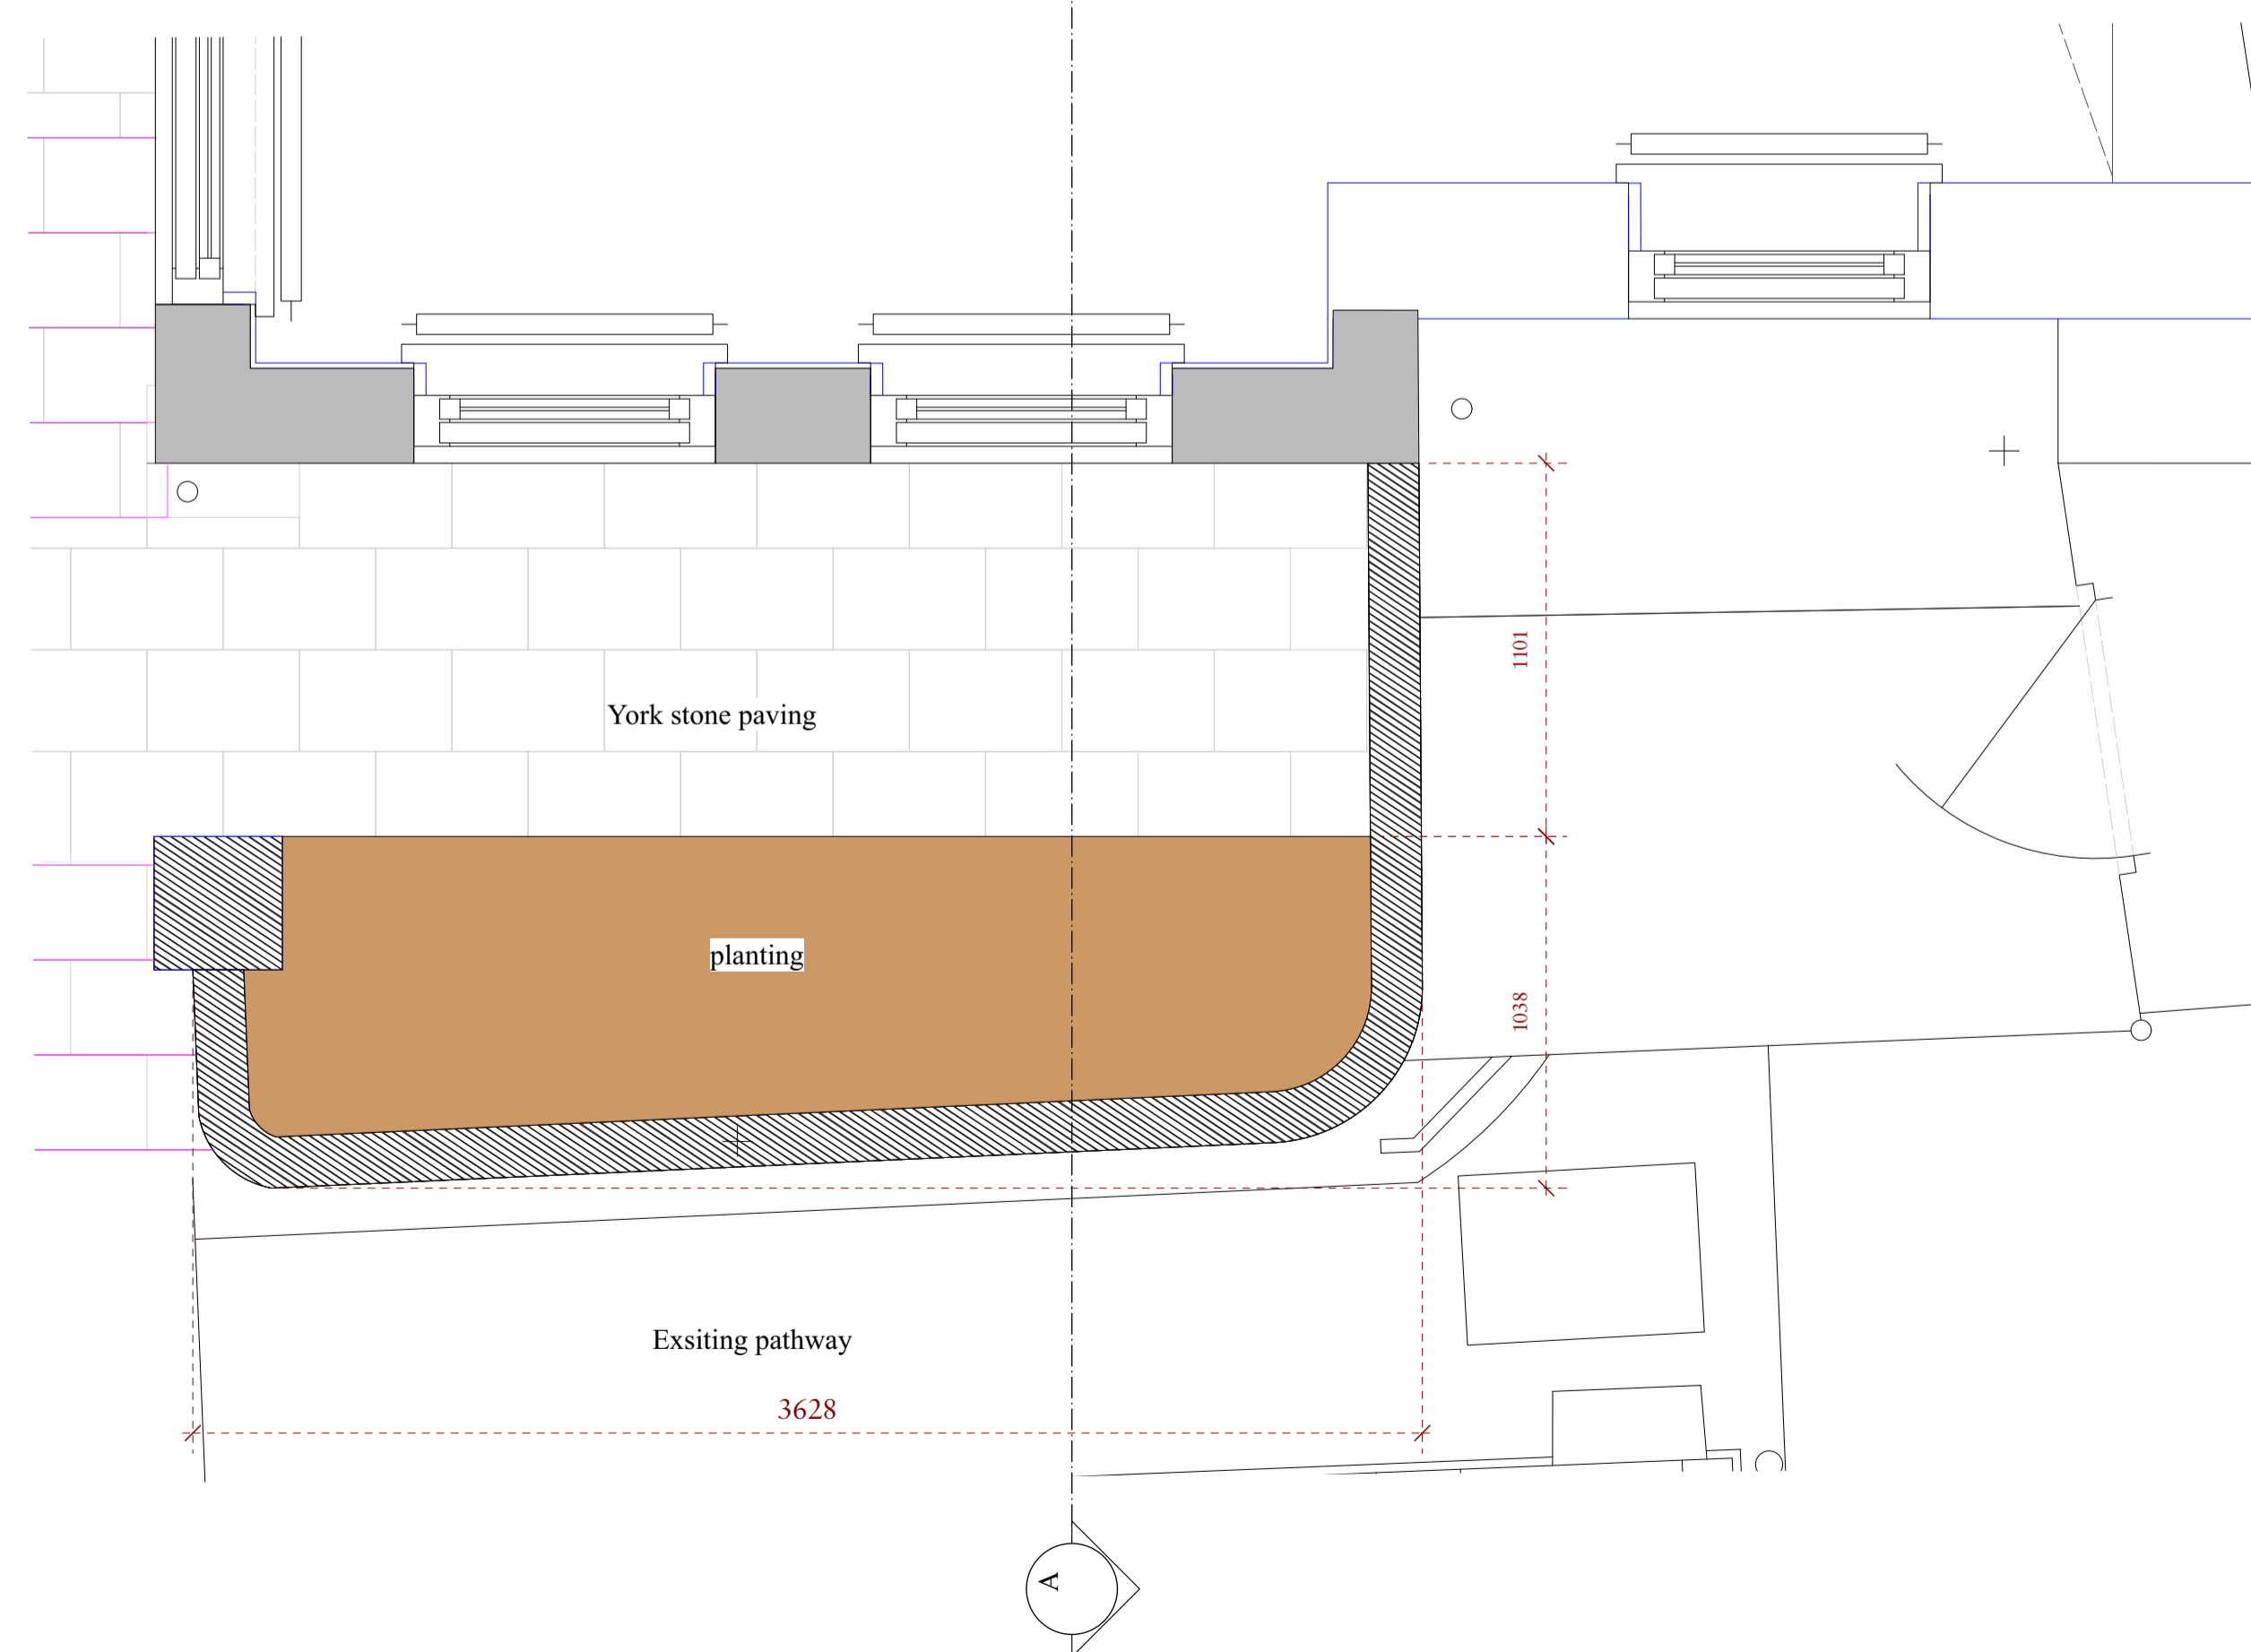 York stone paving
1101
planting
1038
Exsiting pathway
3628
A